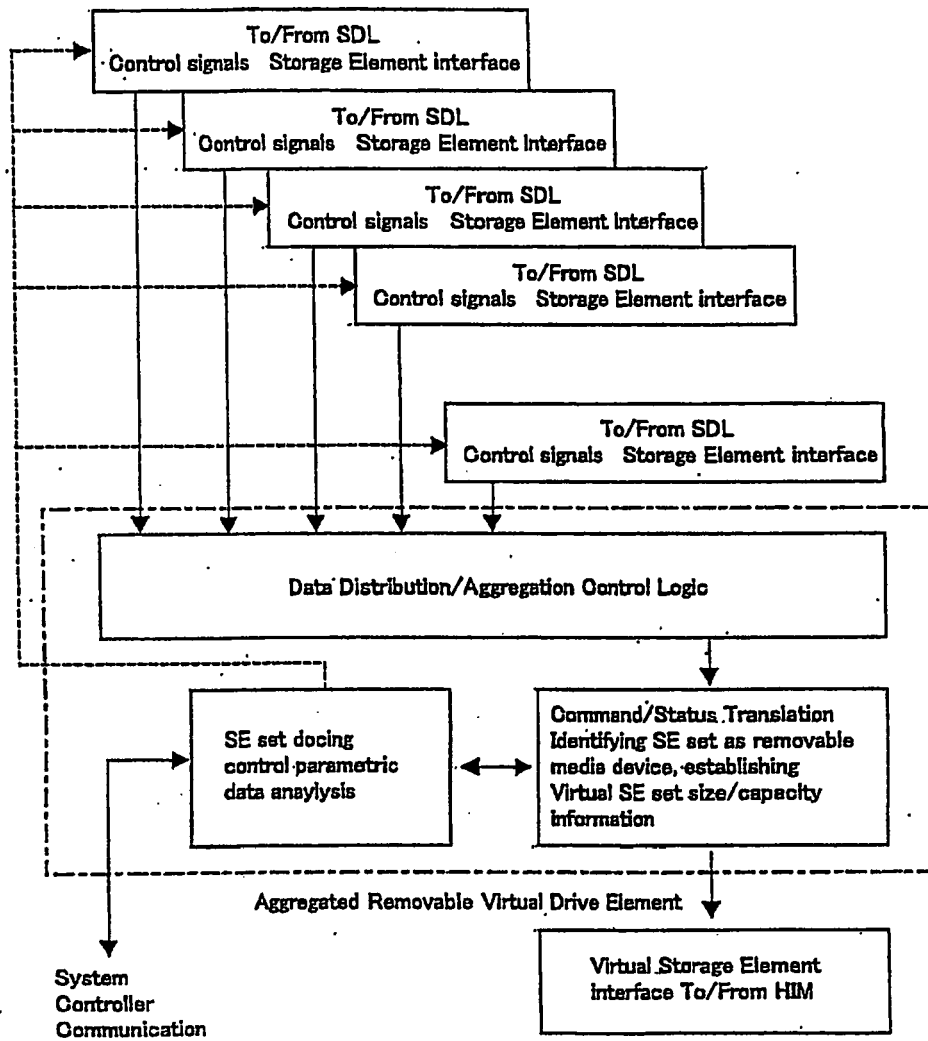 To/From SDL
Control signals Storage Element interface
To/From SDL
Control signals Storage Element Interface
To/From SDL
Control signals Storage Element Interface
To/From SDL
Control signals Storage Element interface
To/From SDL
Control signals Storage Element interface
Data Distribution/Aggregation Control Logic
SE set docing
control parametric
data anaylysis
Command/Status Translation
Identifying SE set as removable
media device, establishing
Virtual SE set size/capacity
information
Aggregated Removable Virtual Drive Element
System
Controller
Communication
Virtual Storage Element
interface To/From HIM